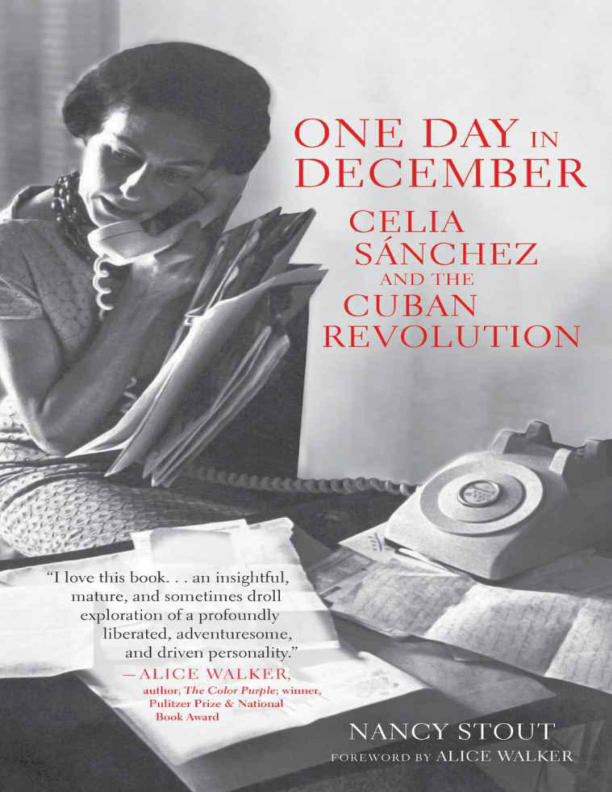 ONE DAY IN
DECEMBER
CELIA
SÁNCHEZ
AND THE
CUBAN
REVOLUTION
“I love this book. . . an insightful,
mature, and sometimes droll
exploration of a profoundly
liberated, adventuresome,
and driven personality.”
—ALICE WALKER,
author, The Color Purple; winner,
Pulitzer Prize & National
Book Award
NANCY STOUT
FOREWORD BY ALICE WALKER